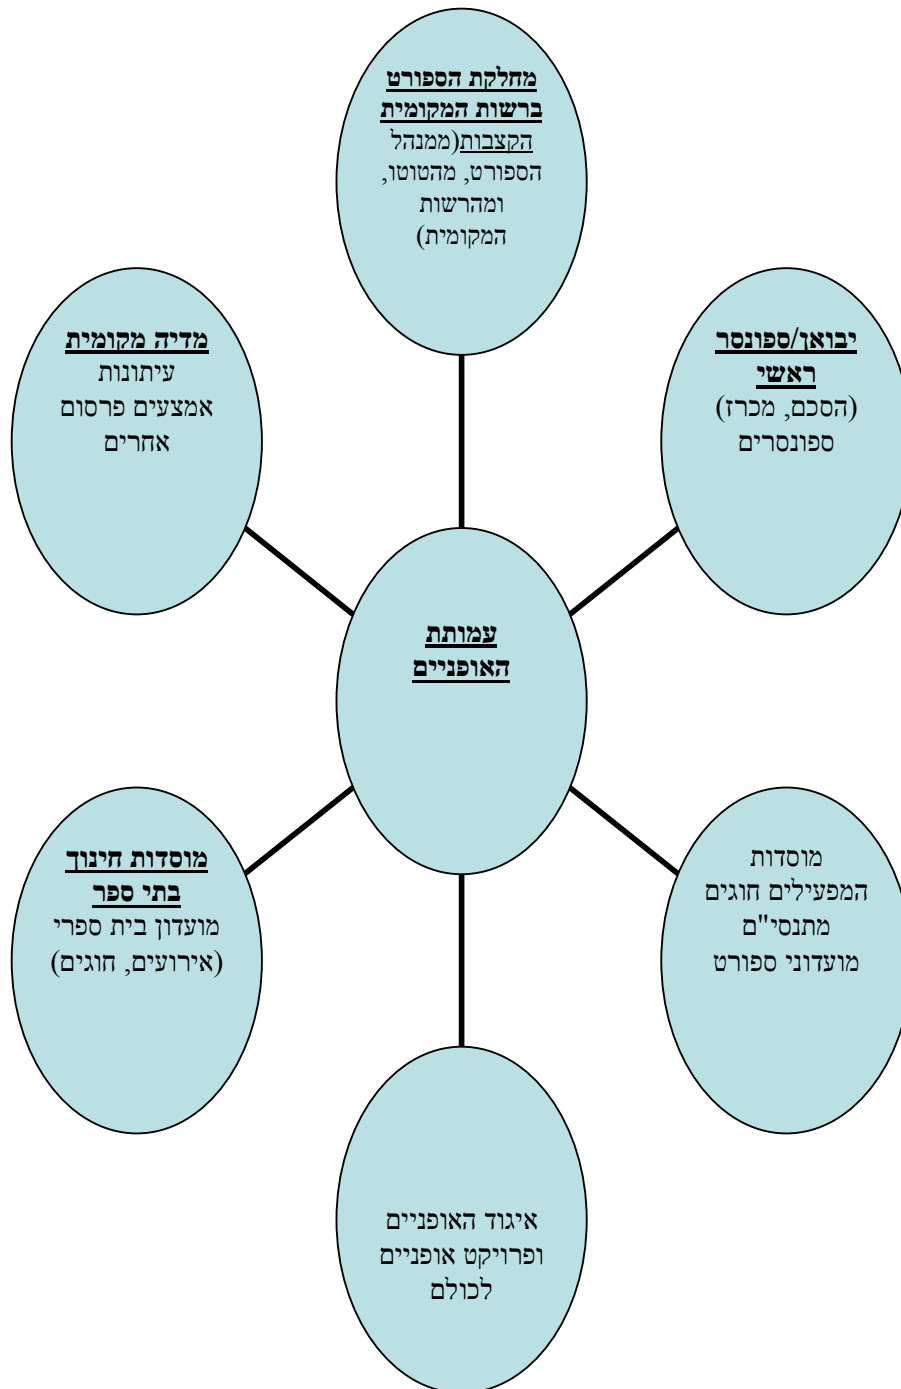 מחלקת הספורט
ברשות המקומית
הקצבות(ממנהל
הספורט, מהטוטו,
ומהרשות
המקומית)
יבואן/ספונסר
ראשי
(הסכם, מכרז)
ספונסרים
מדיה מקומית
עיתונות
אמצעים פרסום
אחרים
עמותת
האופניים
מוסדות
המפעילים חוגים
מתנסי"ם
מועדוני ספורט
מוסדות חינוך
בתי ספר
מועדון בית ספרי
(אירועים, חוגים)
איגוד האופניים
ופרויקט אופניים
לכולם